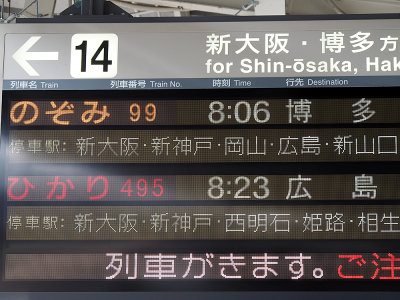 ← 14 新大阪・博多方
for Shin-ōsaka, Hak
列車名 Train 列車番号 Train No. 時刻 Time 行先 Destination
のぞみ 99 8:06 博多
停車駅:新大阪・新神戸・岡山・広島・新山口
ひかり 495 8:23 広島
停車駅:新大阪・新神戸・西明石・姫路・相生
列車がきます。ご注